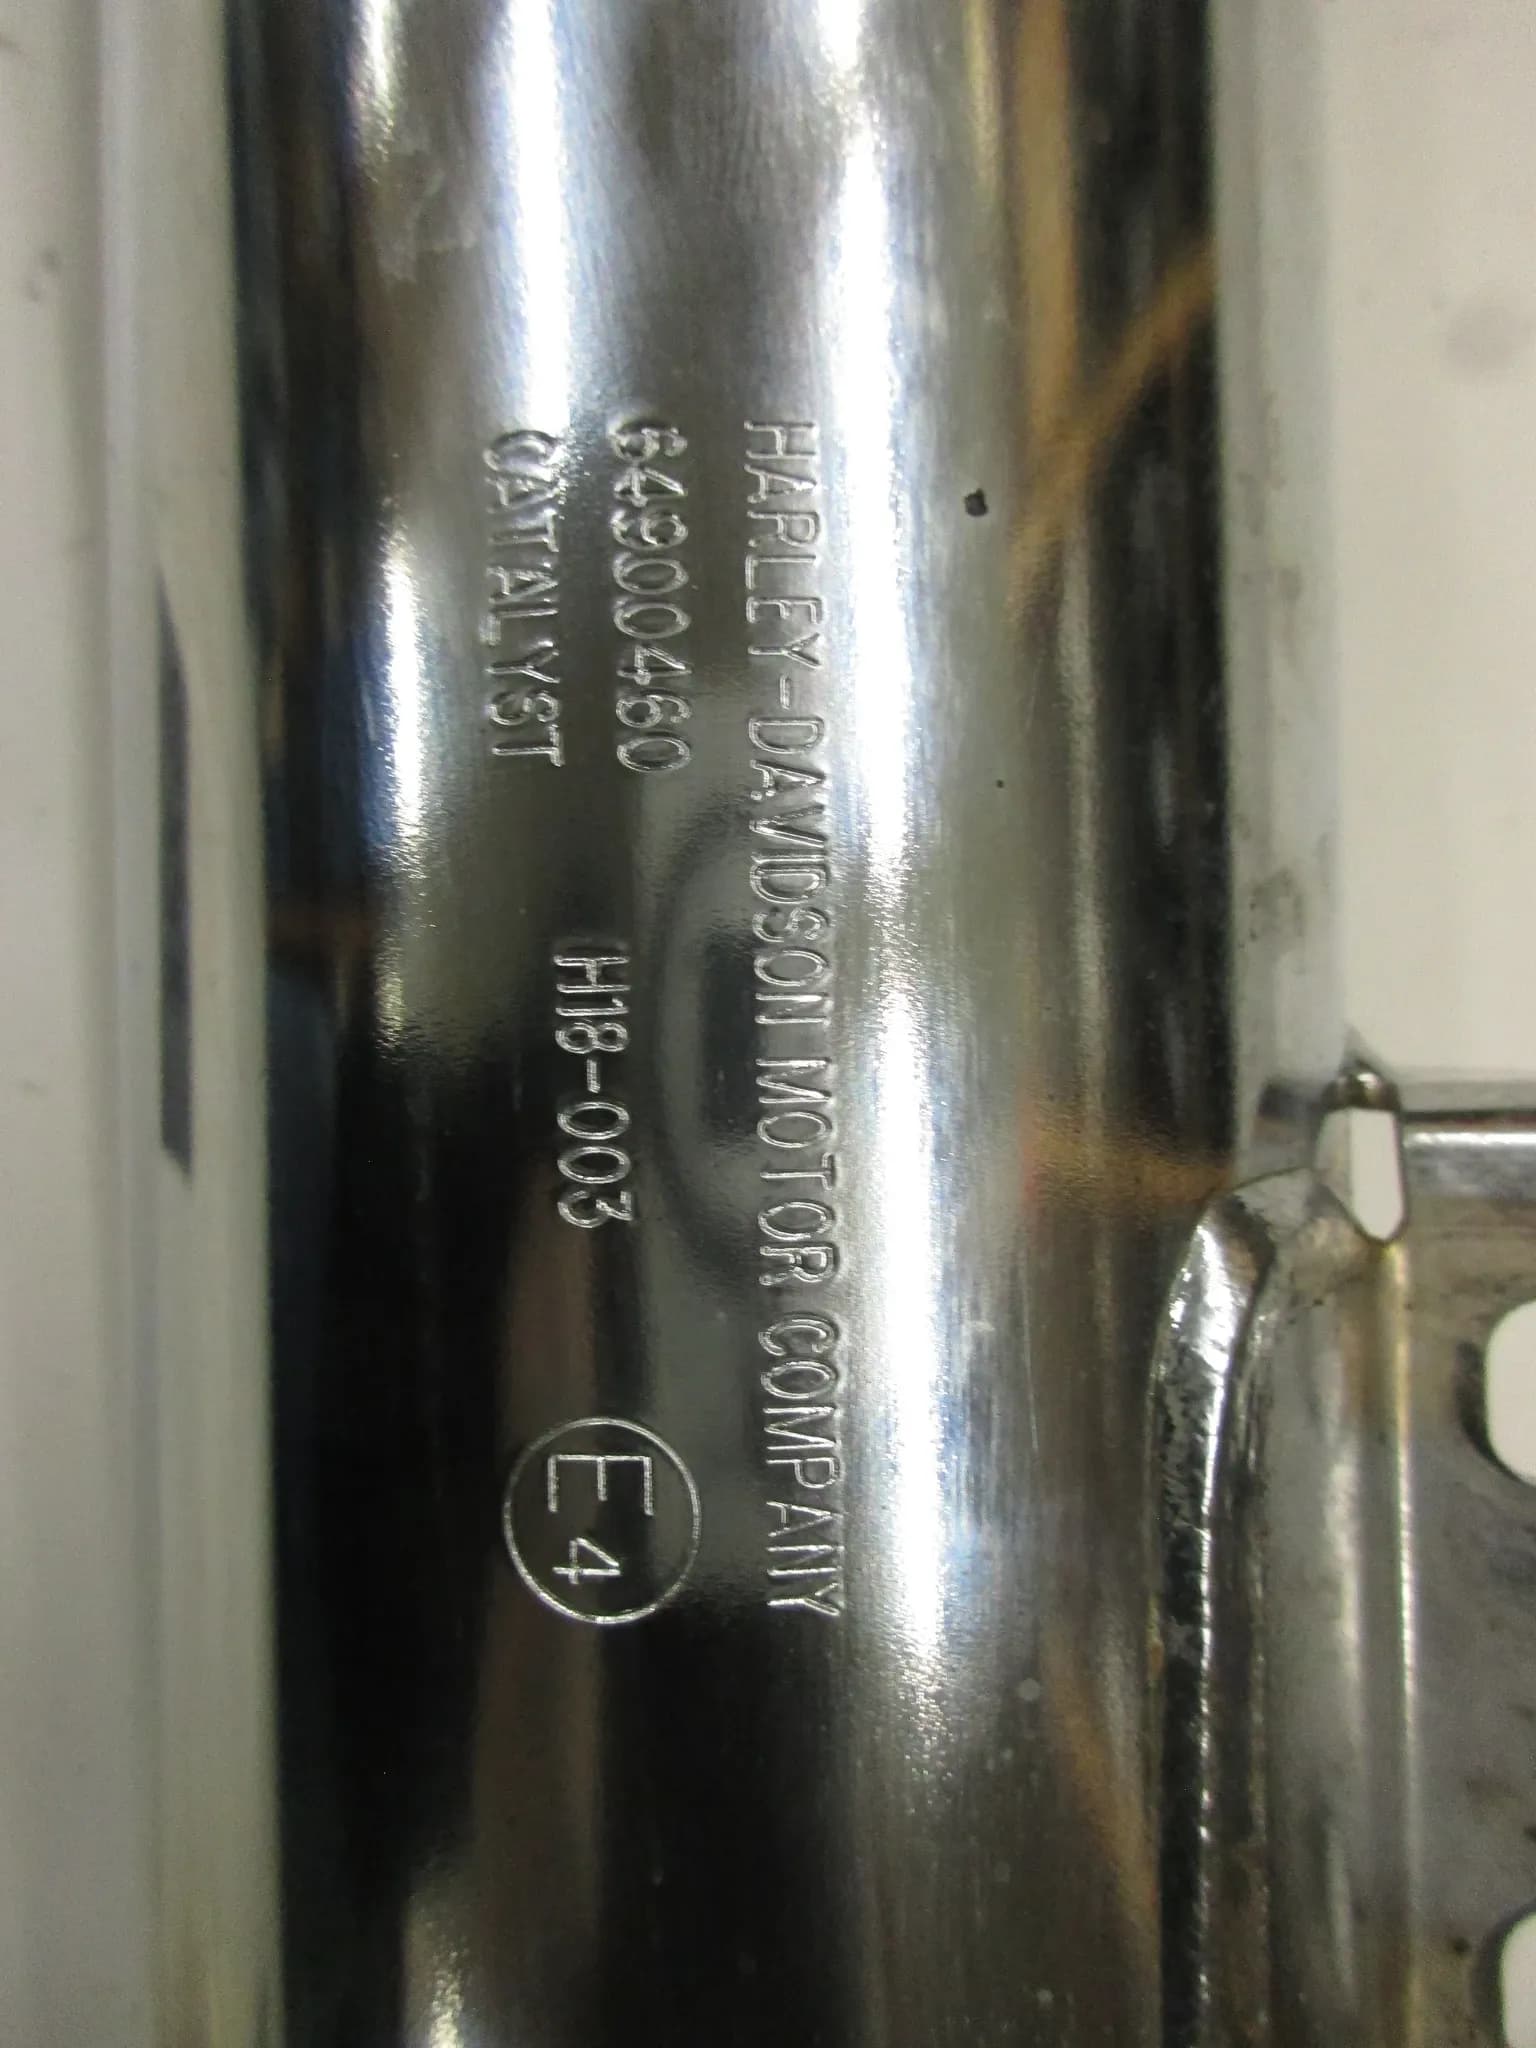 HARLEY-DAVIDSON MOTOR COMPANY
64900460
H18-003
E4
CATALYST